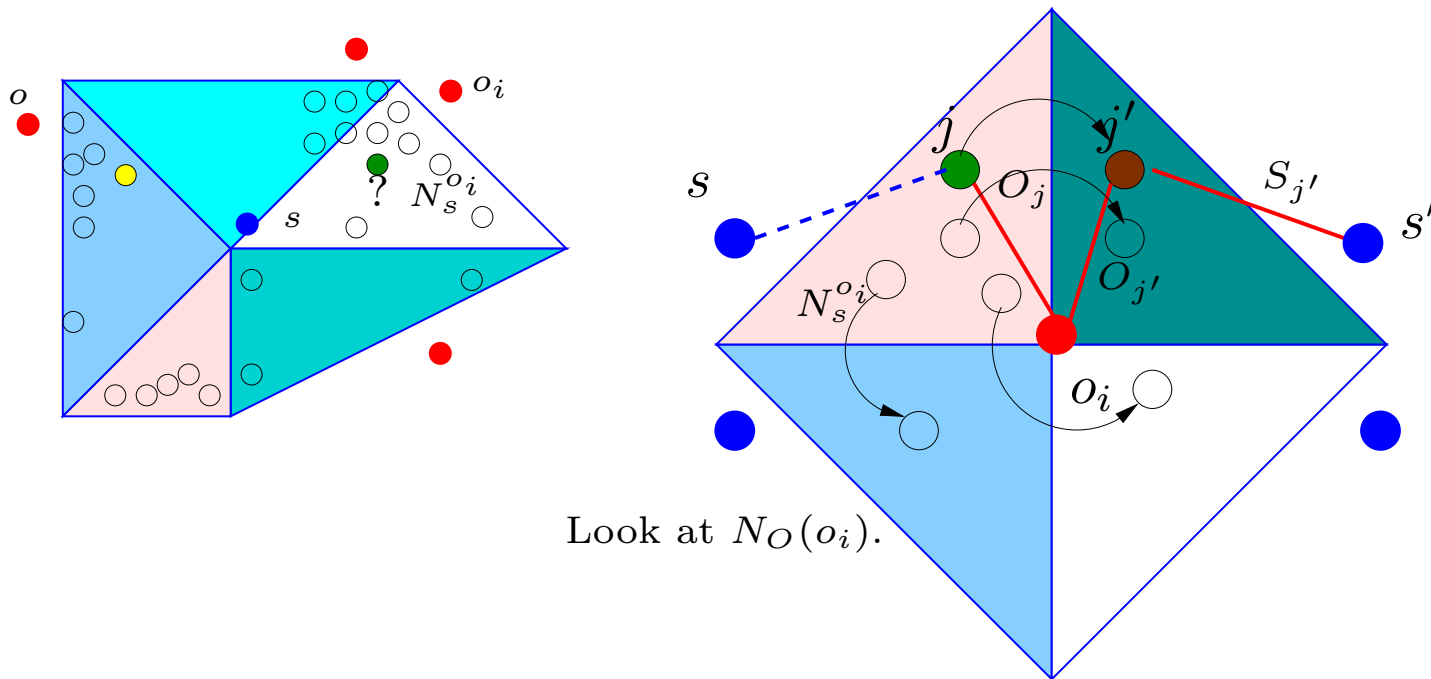 o
o_i
s
?
N_s^{o_i}
j
j'
s
O_j
S_{j'}
s'
N_s^{o_i}
O_{j'}
o_i
Look at N_O(o_i).